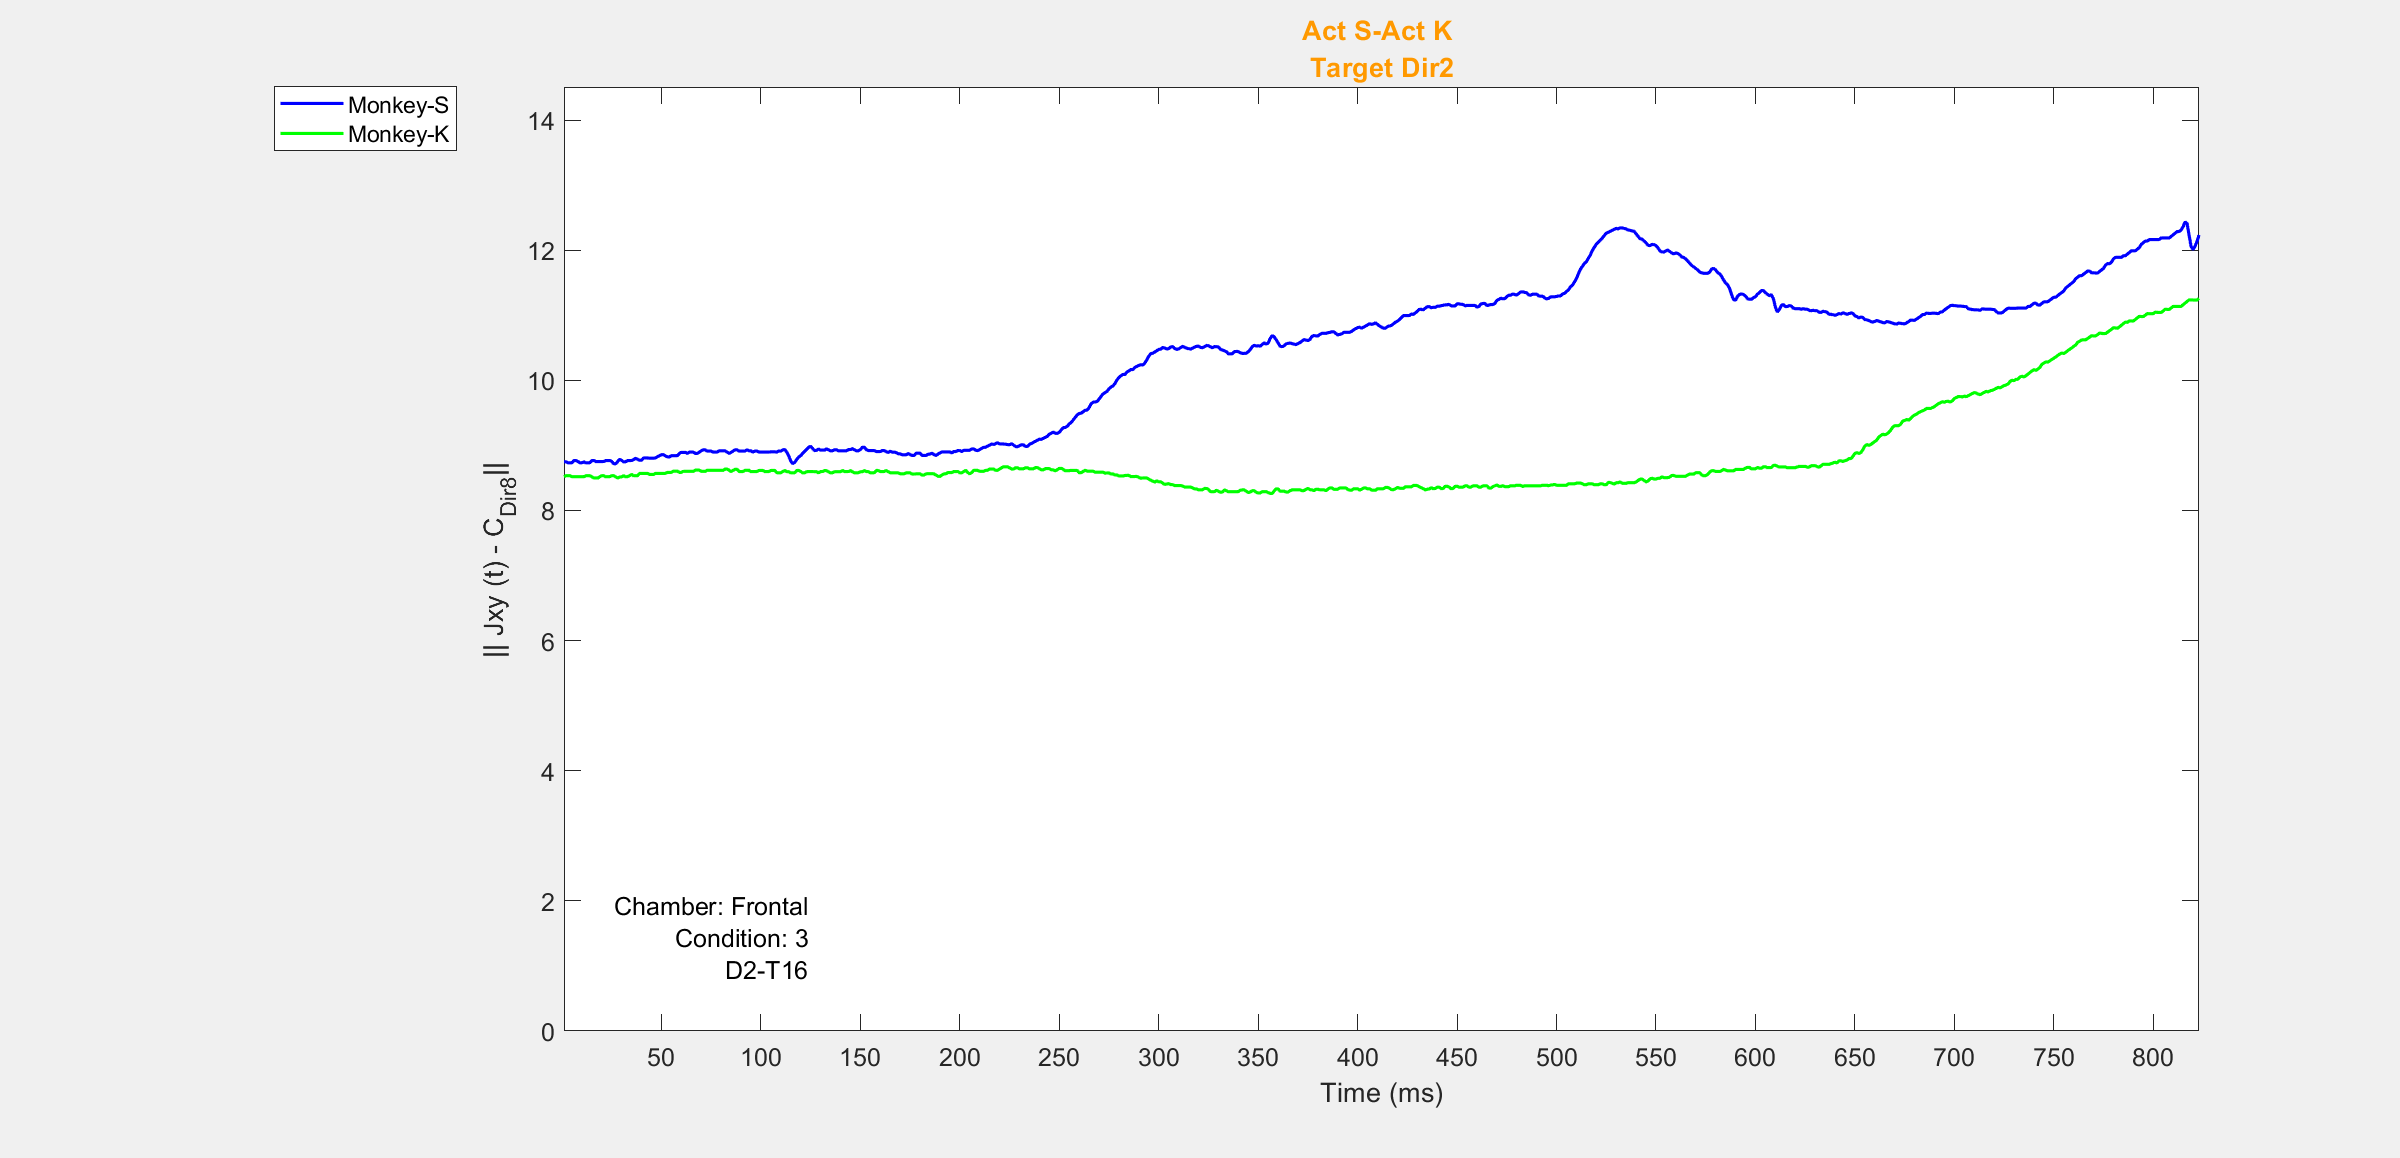 Act S-Act K
Target Dir2
Monkey-S
Monkey-K
14
12
10
8
6
4
2
0
|| Jxy (t) - C_Dir8||
Chamber: Frontal
Condition: 3
D2-T16
50 100 150 200 250 300 350 400 450 500 550 600 650 700 750 800
Time (ms)